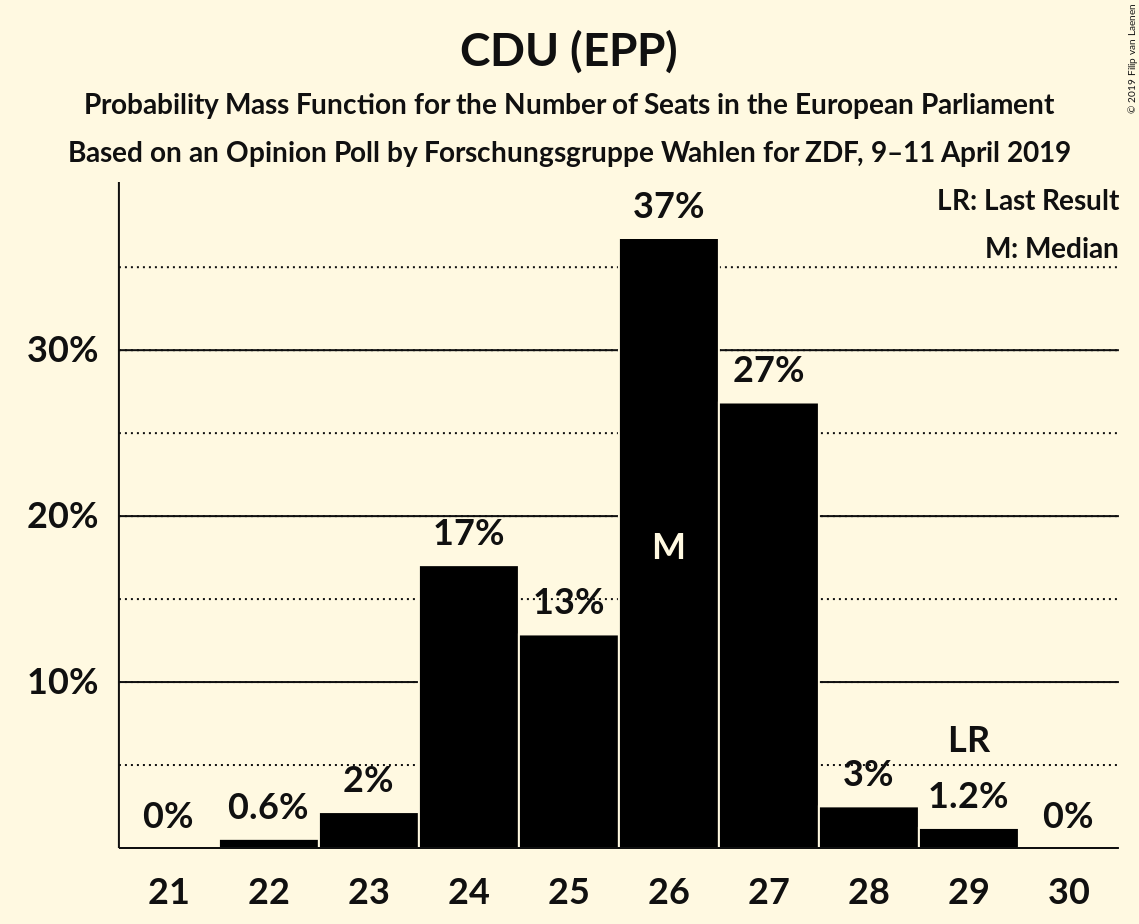 CDU (EPP)
Probability Mass Function for the Number of Seats in the European Parliament
Based on an Opinion Poll by Forschungsgruppe Wahlen for ZDF, 9–11 April 2019
© 2019 Filip van Laenen
LR: Last Result
M: Median
30%
20%
10%
0%
0.6%
2%
17%
13%
37%
M
27%
3%
LR
1.2%
0%
21 22 23 24 25 26 27 28 29 30